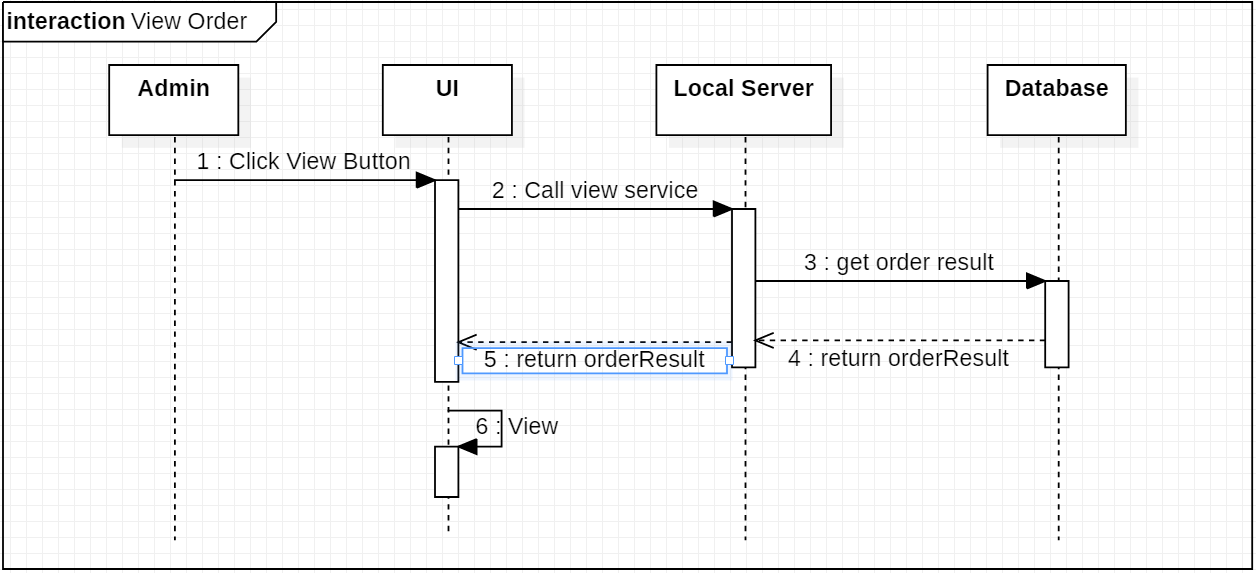 interaction View Order
Admin
UI
Local Server
Database
1 : Click View Button
2 : Call view service
3 : get order result
4 : return orderResult
5 : return orderResult
6 : View